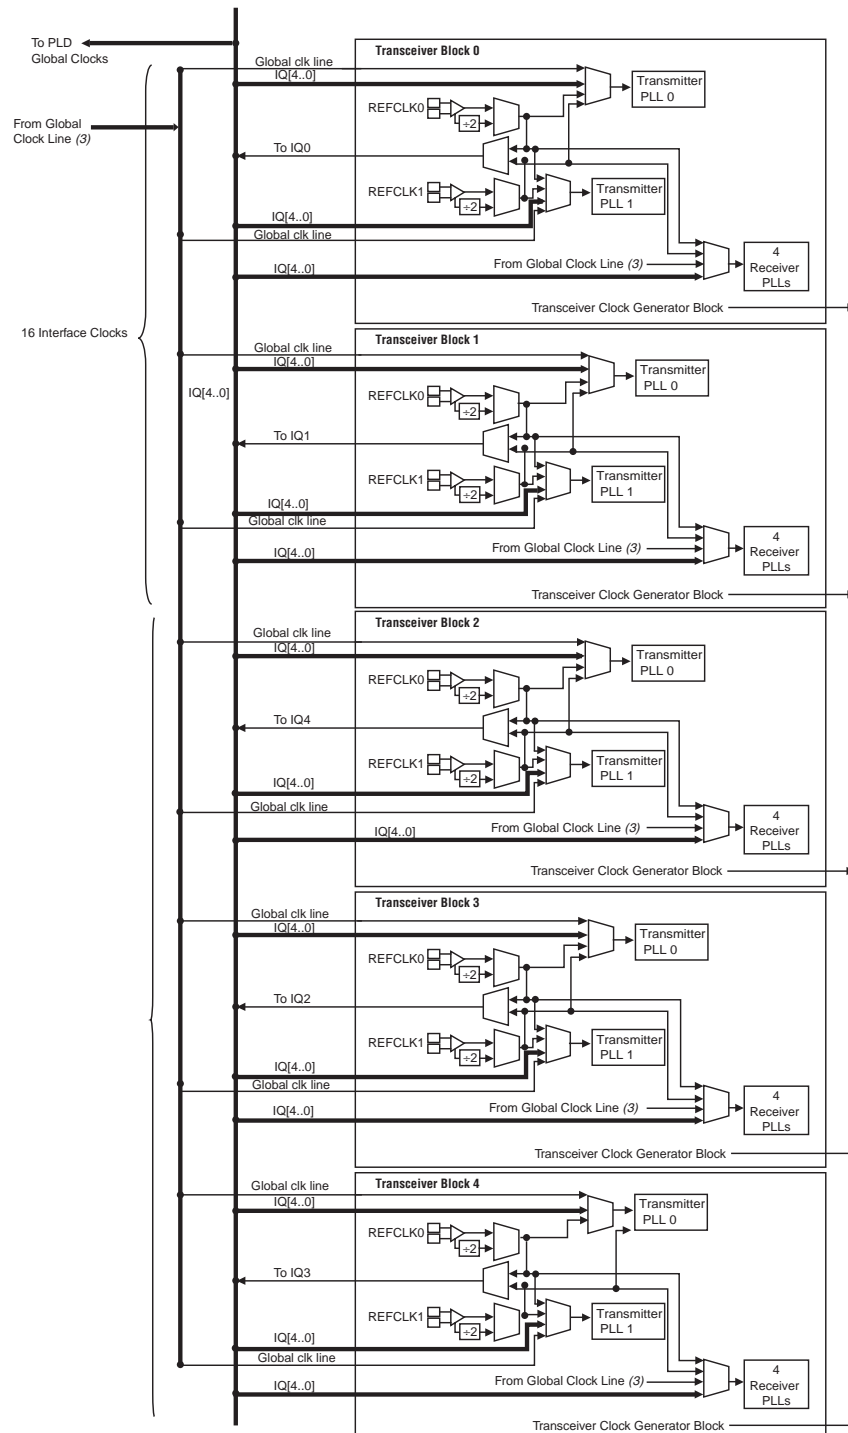 To PLD
Global Clocks
From Global
Clock Line (3)
16 Interface Clocks
IQ[4..0]
Transceiver Block 0
Global clk line
IQ[4..0]
Transmitter
PLL 0
REFCLK0
÷2
To IQ0
REFCLK1
÷2
Transmitter
PLL 1
IQ[4..0]
Global clk line
From Global Clock Line (3)
IQ[4..0]
4
Receiver
PLLs
Transceiver Clock Generator Block
Transceiver Block 1
Global clk line
IQ[4..0]
Transmitter
PLL 0
REFCLK0
÷2
To IQ1
REFCLK1
÷2
Transmitter
PLL 1
IQ[4..0]
Global clk line
From Global Clock Line (3)
IQ[4..0]
4
Receiver
PLLs
Transceiver Clock Generator Block
Transceiver Block 2
Global clk line
IQ[4..0]
Transmitter
PLL 0
REFCLK0
÷2
To IQ4
REFCLK1
÷2
Transmitter
PLL 1
IQ[4..0]
Global clk line
From Global Clock Line (3)
IQ[4..0]
4
Receiver
PLLs
Transceiver Clock Generator Block
Transceiver Block 3
Global clk line
IQ[4..0]
Transmitter
PLL 0
REFCLK0
÷2
To IQ2
REFCLK1
÷2
Transmitter
PLL 1
IQ[4..0]
Global clk line
From Global Clock Line (3)
IQ[4..0]
4
Receiver
PLLs
Transceiver Clock Generator Block
Transceiver Block 4
Global clk line
IQ[4..0]
Transmitter
PLL 0
REFCLK0
÷2
To IQ3
REFCLK1
÷2
Transmitter
PLL 1
IQ[4..0]
Global clk line
From Global Clock Line (3)
IQ[4..0]
4
Receiver
PLLs
Transceiver Clock Generator Block